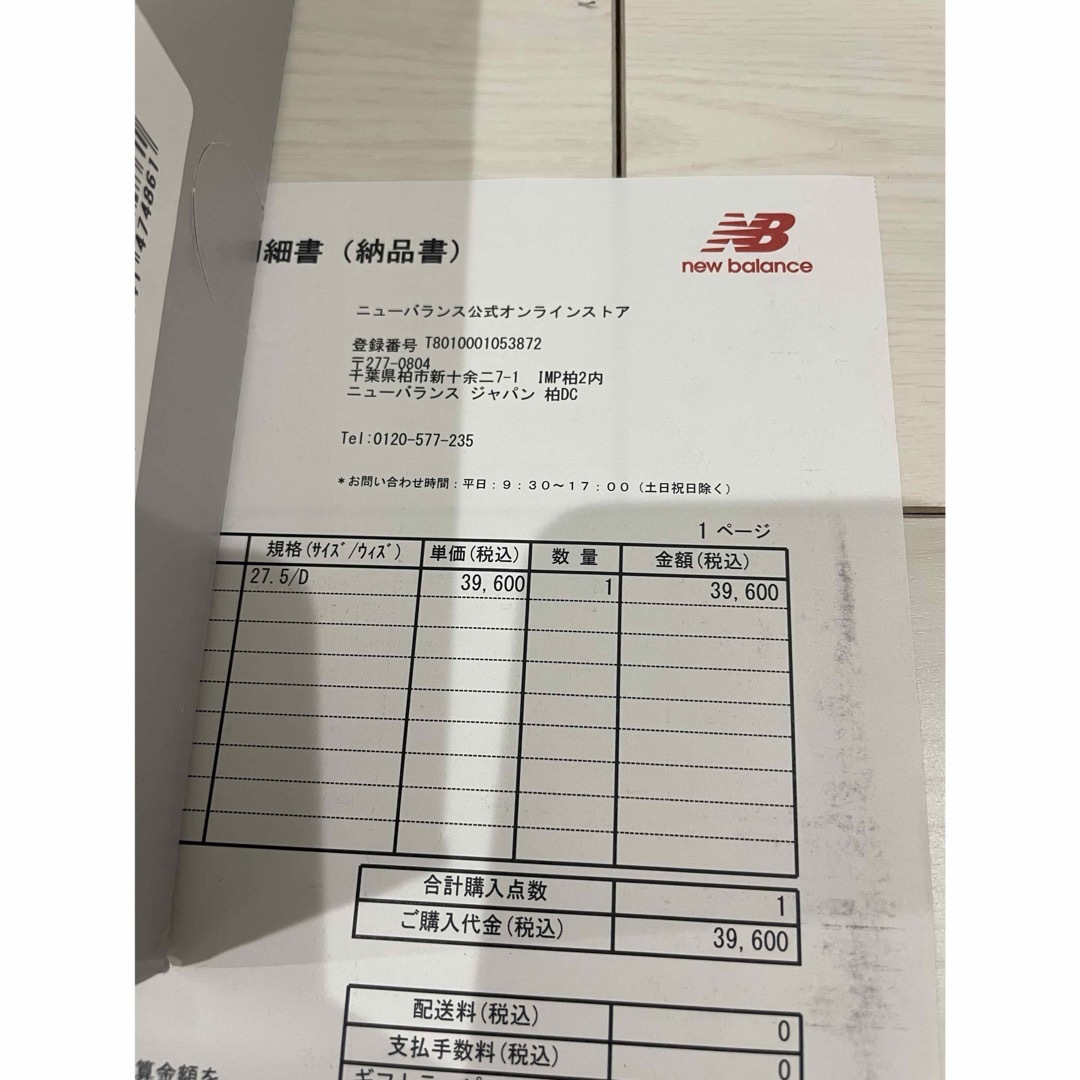 474861
細書（納品書）
NB
new balance
ニューバランス公式オンラインストア
登録番号 T8010001053872
〒277-0804
千葉県柏市新十余二7-1 IMP柏2内
ニューバランス ジャパン 柏DC
Tel:0120-577-235
*お問い合わせ時間：平日：９：３０～１７：００（土日祝日除く）
1 ページ
規格(ｻｲｽﾞ/ｳｨｽﾞ) 単価(税込) 数 量 金額(税込)
27.5/D 39,600 1 39,600
合計購入点数 1
ご購入代金(税込) 39,600
配送料(税込) 0
支払手数料(税込) 0
算金額を